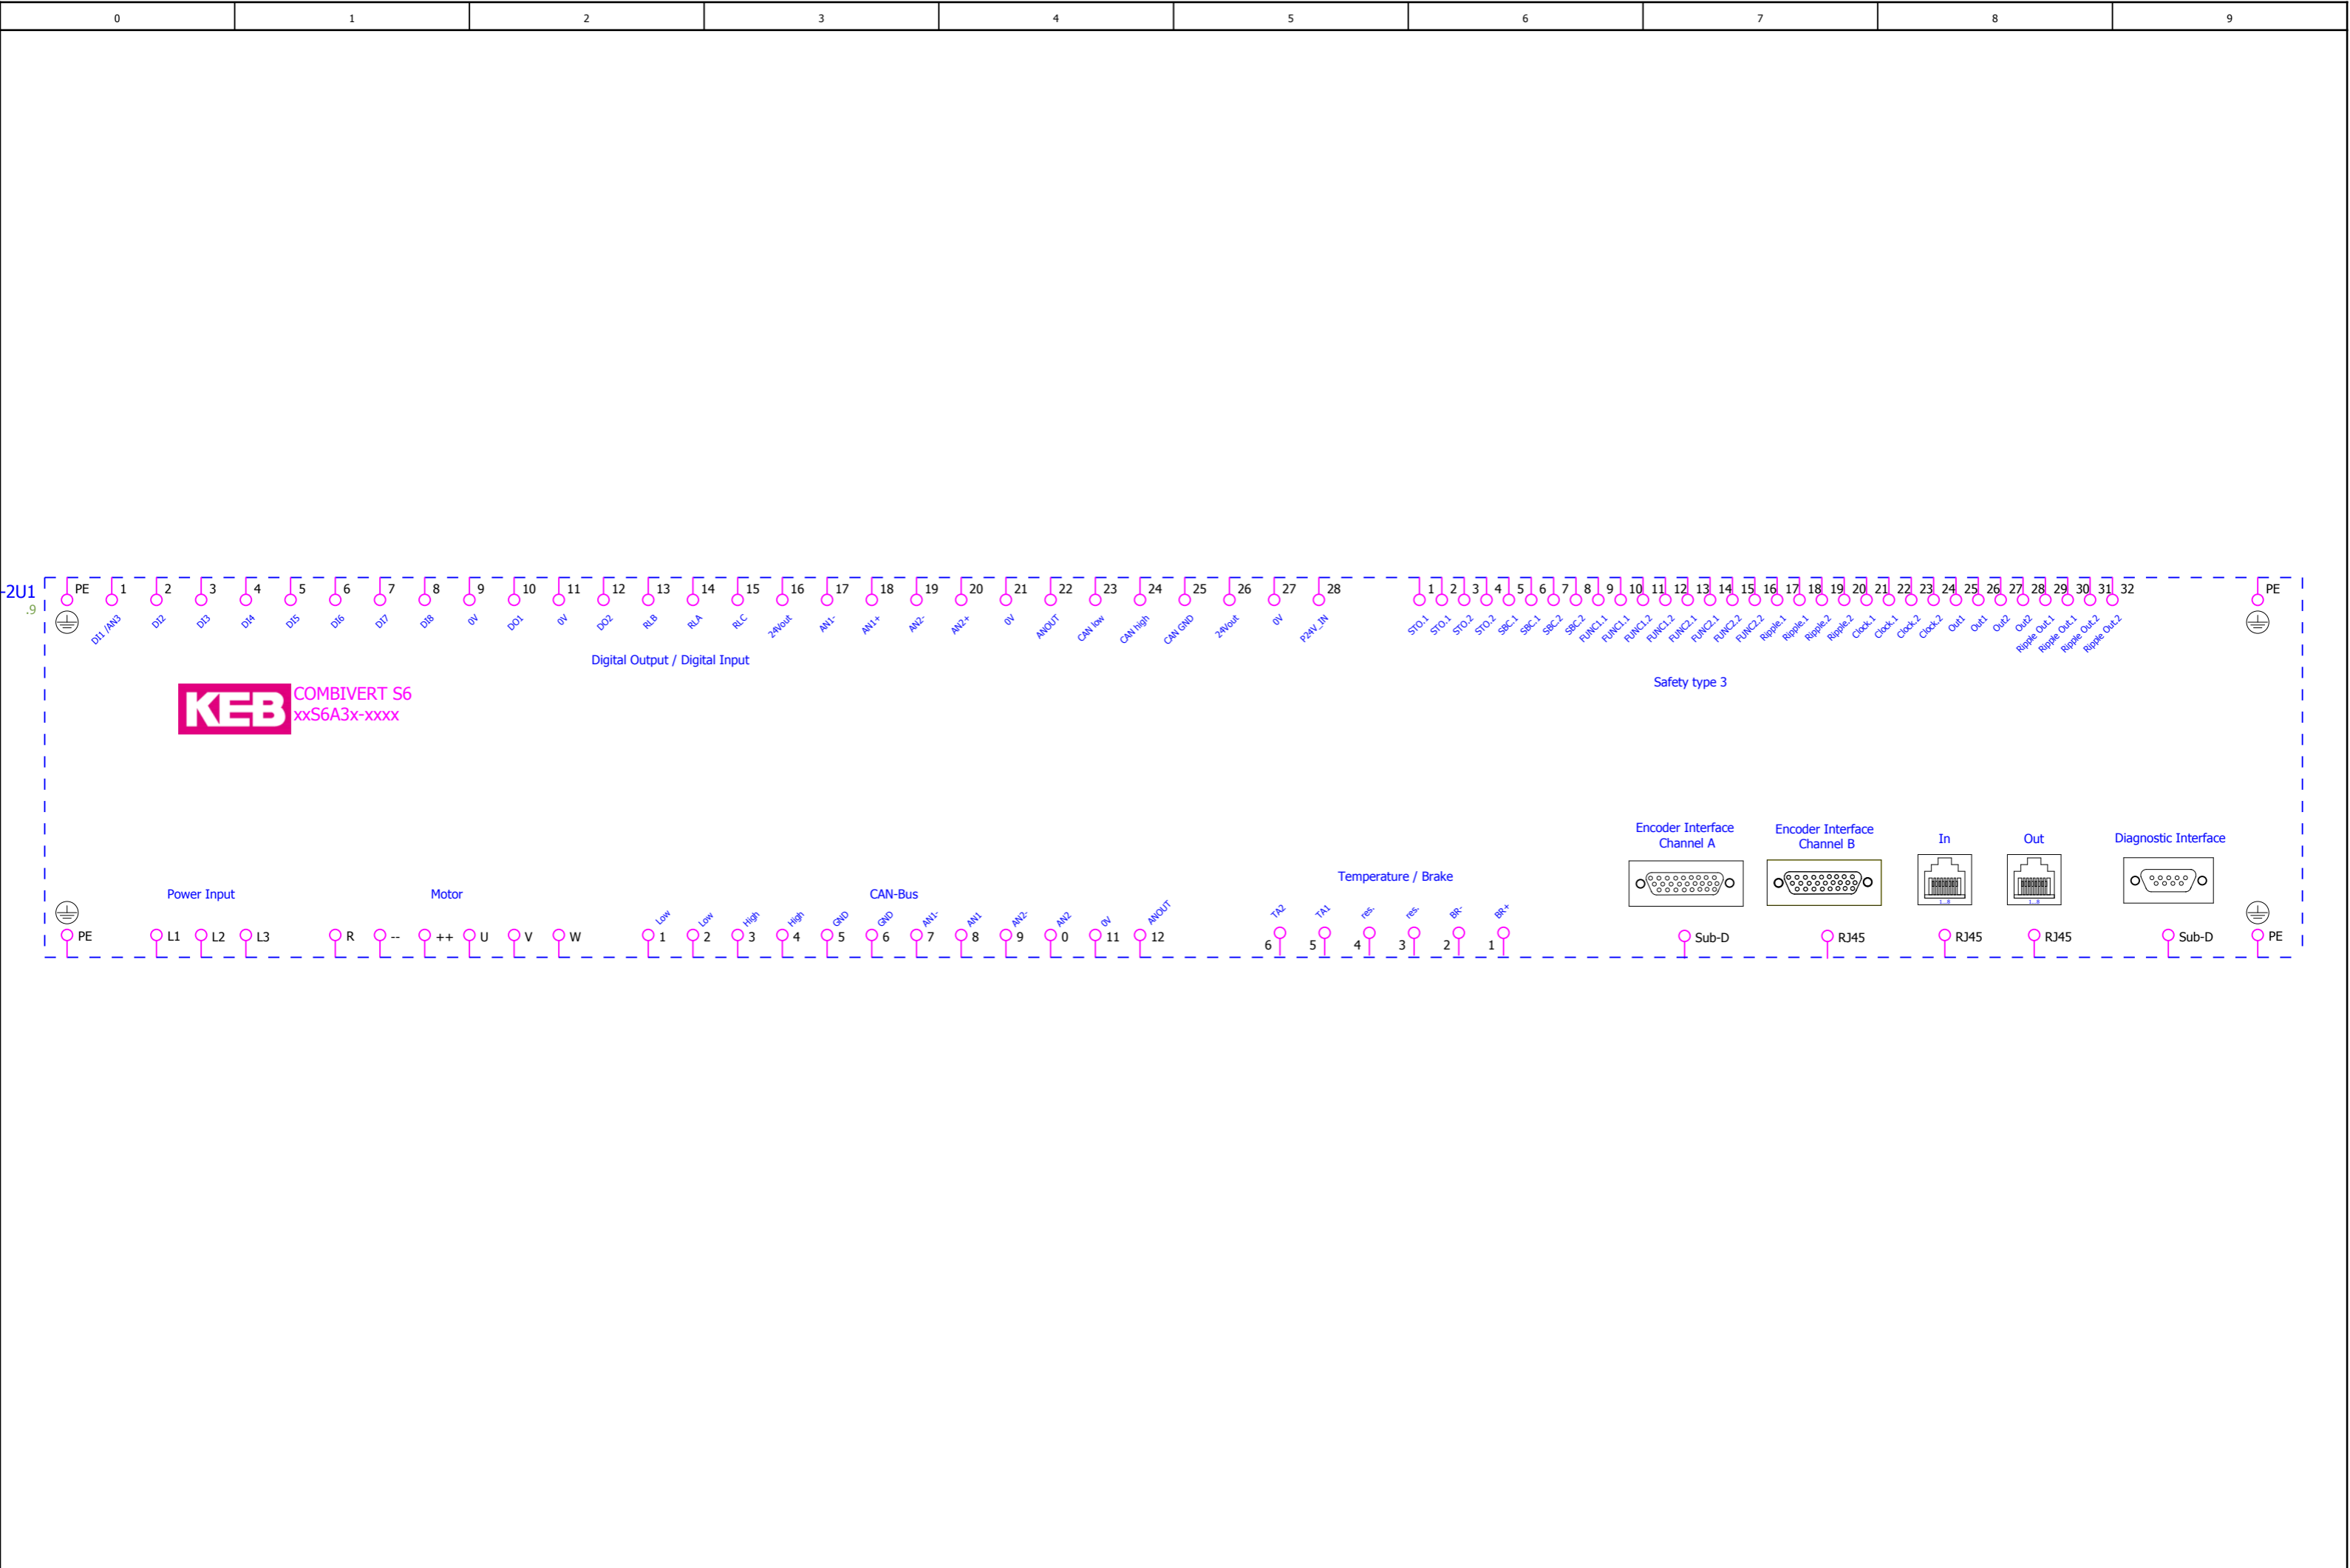 0 1 2 3 4 5 6 7 8 9
-2U1
.9
PE 1 2 3 4 5 6 7 8 9 10 11 12 13 14 15 16 17 18 19 20 21 22 23 24 25 26 27 28
DI1 /AN3 DI2 DI3 DI4 DI5 DI6 DI7 DI8 0V DO1 0V DO2 RLB RLA RLC 24Vout AN1- AN1+ AN2- AN2+ 0V ANOUT CAN low CAN high CAN GND 24Vout 0V P24V_IN
Digital Output / Digital Input
1 2 3 4 5 6 7 8 9 10 11 12 13 14 15 16 17 18 19 20 21 22 23 24 25 26 27 28 29 30 31 32 PE
STO.1 STO.1 STO.2 STO.2 SBC.1 SBC.1 SBC.2 SBC.2 FUNC1.1 FUNC1.1 FUNC1.2 FUNC1.2 FUNC2.1 FUNC2.1 FUNC2.2 FUNC2.2 Ripple.1 Ripple.1 Ripple.2 Ripple.2 Clock.1 Clock.1 Clock.2 Clock.2 Out1 Out1 Out2 Out2 Ripple Out.1 Ripple Out.1 Ripple Out.2 Ripple Out.2
Safety type 3
KEB
COMBIVERT S6
xxS6A3x-xxxx
Power Input
Motor
CAN-Bus
Temperature / Brake
Encoder Interface
Channel A
Encoder Interface
Channel B
In
Out
Diagnostic Interface
1...8
1...8
Low Low High High GND GND AN1- AN1 AN2- AN2 0V ANOUT
TA2 TA1 res. res. BR- BR+
PE L1 L2 L3 R -- ++ U V W
1 2 3 4 5 6 7 8 9 0 11 12
6 5 4 3 2 1
Sub-D RJ45 RJ45 RJ45 Sub-D PE